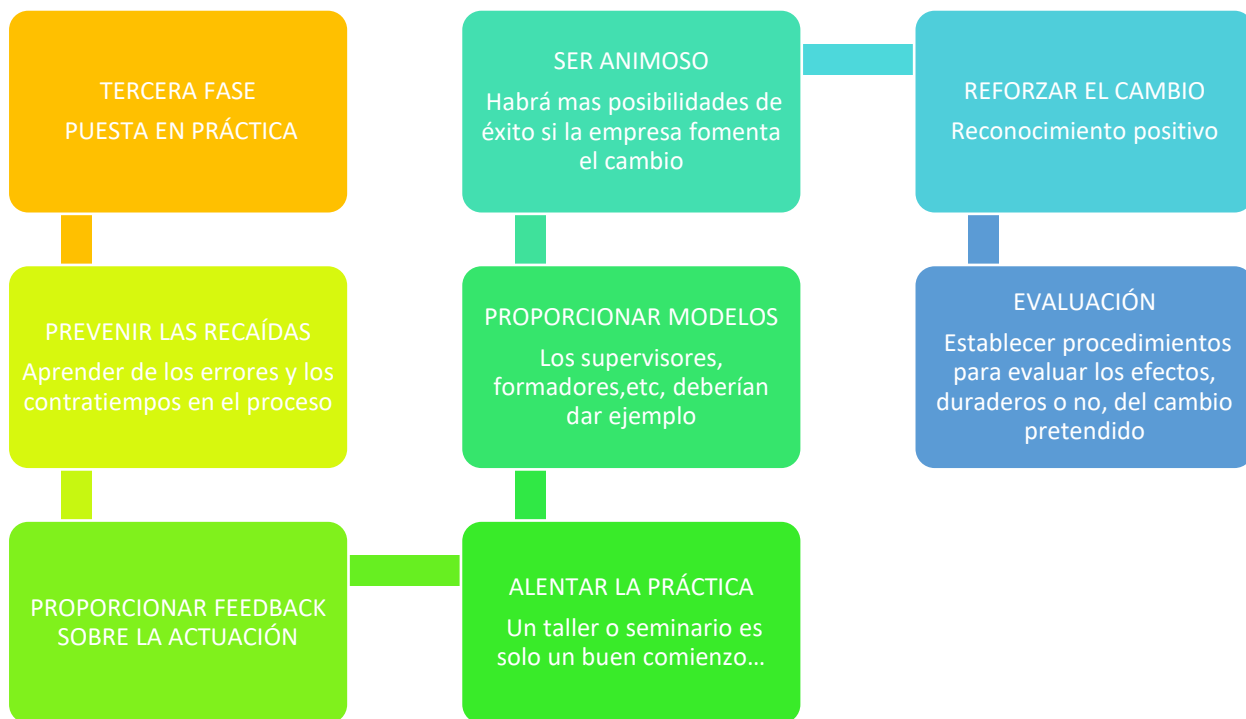 TERCERA FASE
PUESTA EN PRÁCTICA
PREVENIR LAS RECAÍDAS
Aprender de los errores y los
contratiempos en el proceso
PROPORCIONAR FEEDBACK
SOBRE LA ACTUACIÓN
ALENTAR LA PRÁCTICA
Un taller o seminario es
solo un buen comienzo...
PROPORCIONAR MODELOS
Los supervisores,
formadores,etc, deberían
dar ejemplo
SER ANIMOSO
Habrá mas posibilidades de
éxito si la empresa fomenta
el cambio
REFORZAR EL CAMBIO
Reconocimiento positivo
EVALUACIÓN
Establecer procedimientos
para evaluar los efectos,
duraderos o no, del cambio
pretendido